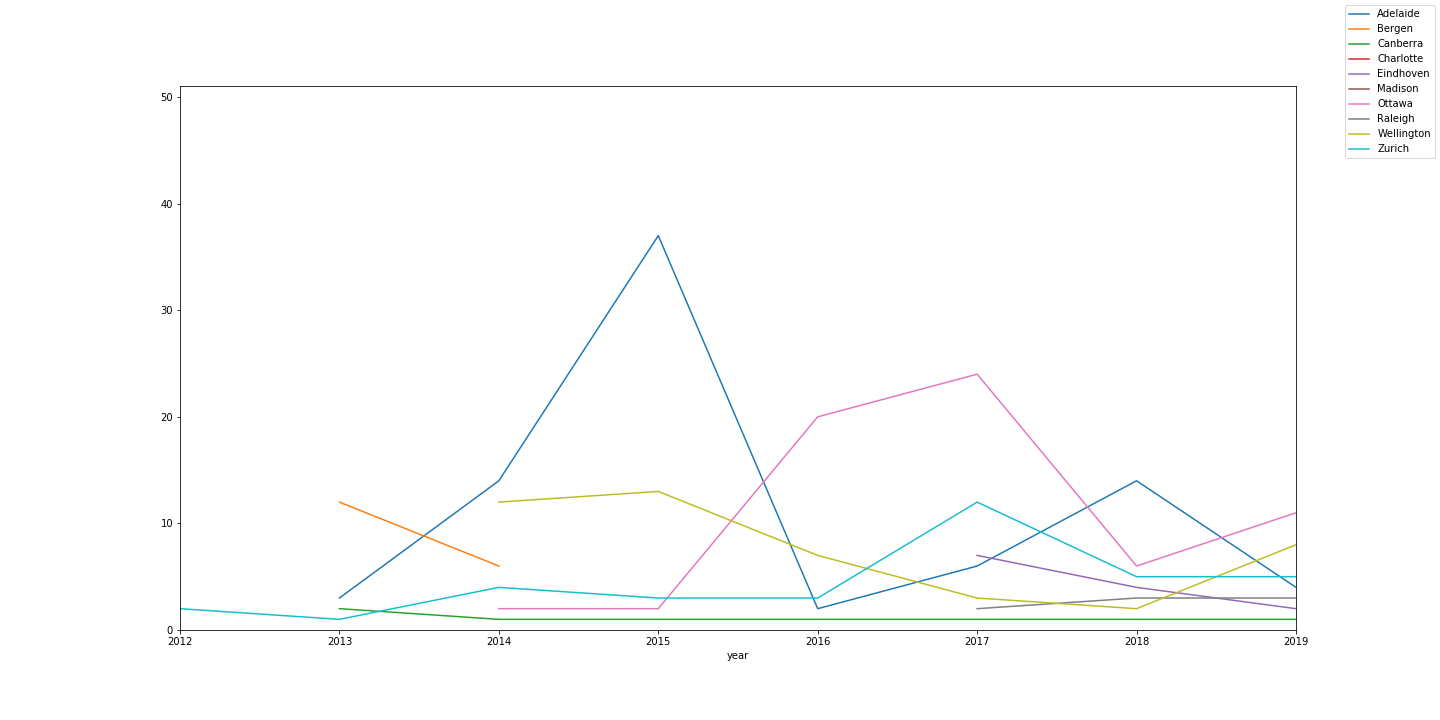 Adelaide
Bergen
Canberra
Charlotte
Eindhoven
Madison
Ottawa
Raleigh
Wellington
Zurich
50
40
30
20
10
0
2012 2013 2014 2015 2016 2017 2018 2019
year